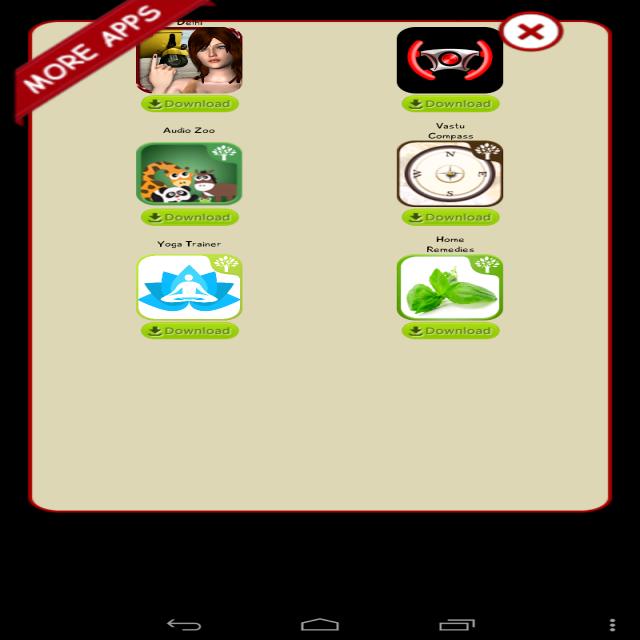 MORE APPS
Delhi
Download
Download
Audio Zoo
Vastu
Compass
N
W
E
S
Download
Download
Yoga Trainer
Home
Remedies
Download
Download